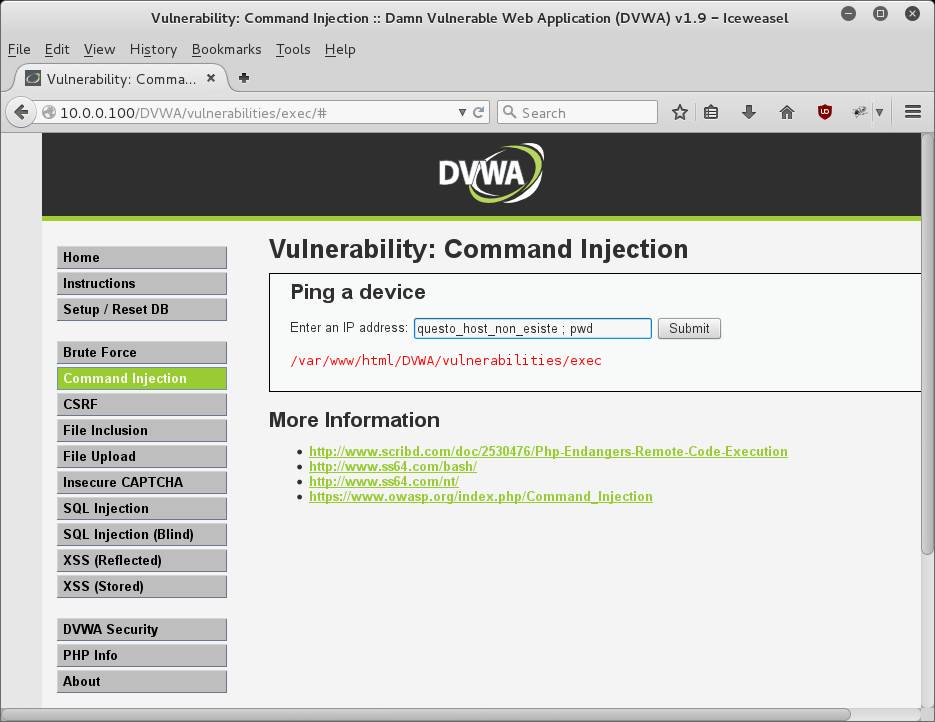 Vulnerability: Command Injection :: Damn Vulnerable Web Application (DVWA) v1.9 – Iceweasel
File Edit View History Bookmarks Tools Help
Vulnerability: Comma... ×
10.0.0.100/DVWA/vulnerabilities/exec/# Search
DVWA
Home
Instructions
Setup / Reset DB
Brute Force
Command Injection
CSRF
File Inclusion
File Upload
Insecure CAPTCHA
SQL Injection
SQL Injection (Blind)
XSS (Reflected)
XSS (Stored)
DVWA Security
PHP Info
About
Vulnerability: Command Injection
Ping a device
Enter an IP address: questo_host_non_esiste ; pwd Submit
/var/www/html/DVWA/vulnerabilities/exec
More Information
http://www.scribd.com/doc/2530476/Php-Endangers-Remote-Code-Execution
http://www.ss64.com/bash/
http://www.ss64.com/nt/
https://www.owasp.org/index.php/Command_Injection